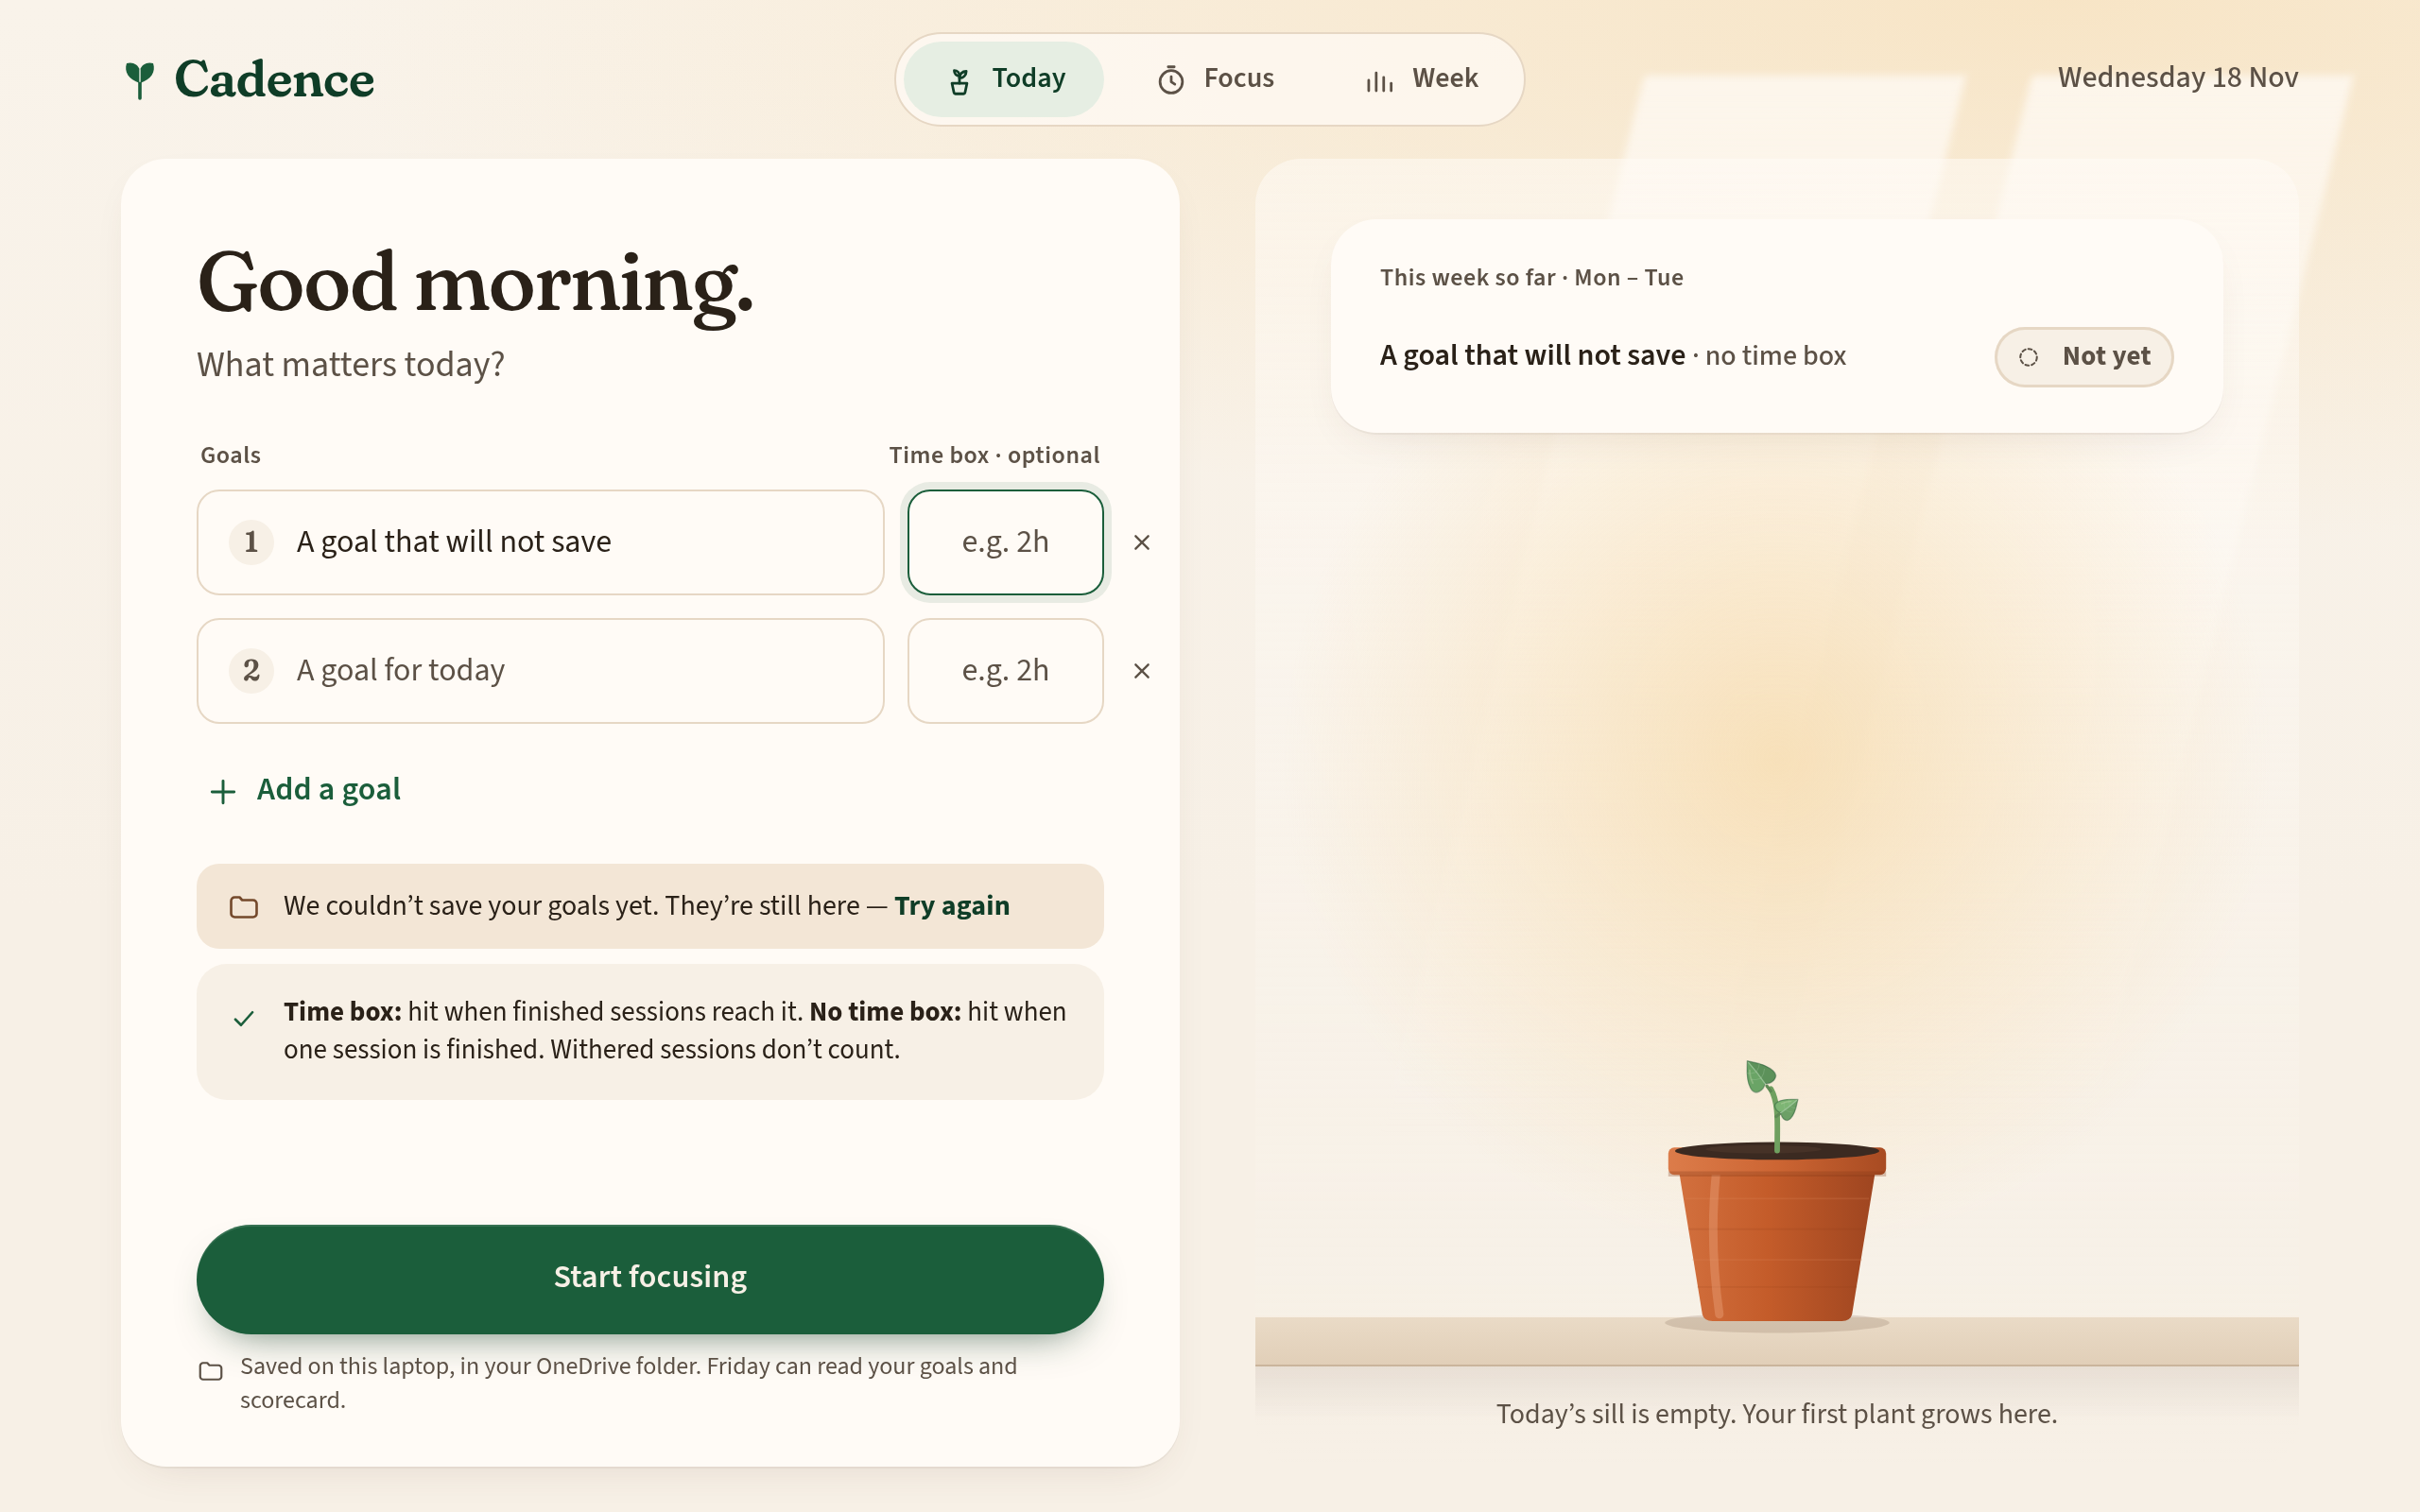 Cadence
Today
Focus
Week
Wednesday 18 Nov
Good morning.
What matters today?
Goals
Time box · optional
1 A goal that will not save
e.g. 2h
×
2 A goal for today
e.g. 2h
×
+ Add a goal
We couldn’t save your goals yet. They’re still here — Try again
Time box: hit when finished sessions reach it. No time box: hit when
one session is finished. Withered sessions don’t count.
Start focusing
Saved on this laptop, in your OneDrive folder. Friday can read your goals and
scorecard.
This week so far · Mon – Tue
A goal that will not save · no time box
Not yet
Today’s sill is empty. Your first plant grows here.